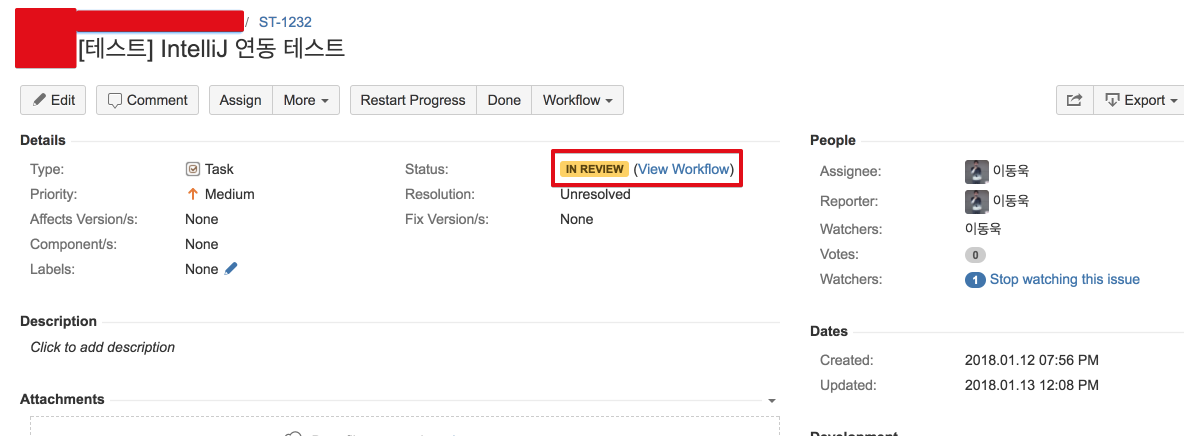 / ST-1232
[테스트] IntelliJ 연동 테스트
Edit Comment Assign More Restart Progress Done Workflow Export
Details
Type: Task
Priority: Medium
Affects Version/s: None
Component/s: None
Labels: None
Status: IN REVIEW (View Workflow)
Resolution: Unresolved
Fix Version/s: None
Description
Click to add description
Attachments
People
Assignee: 이동욱
Reporter: 이동욱
Watchers: 이동욱
Votes: 0
Watchers: 1 Stop watching this issue
Dates
Created: 2018.01.12 07:56 PM
Updated: 2018.01.13 12:08 PM
Development